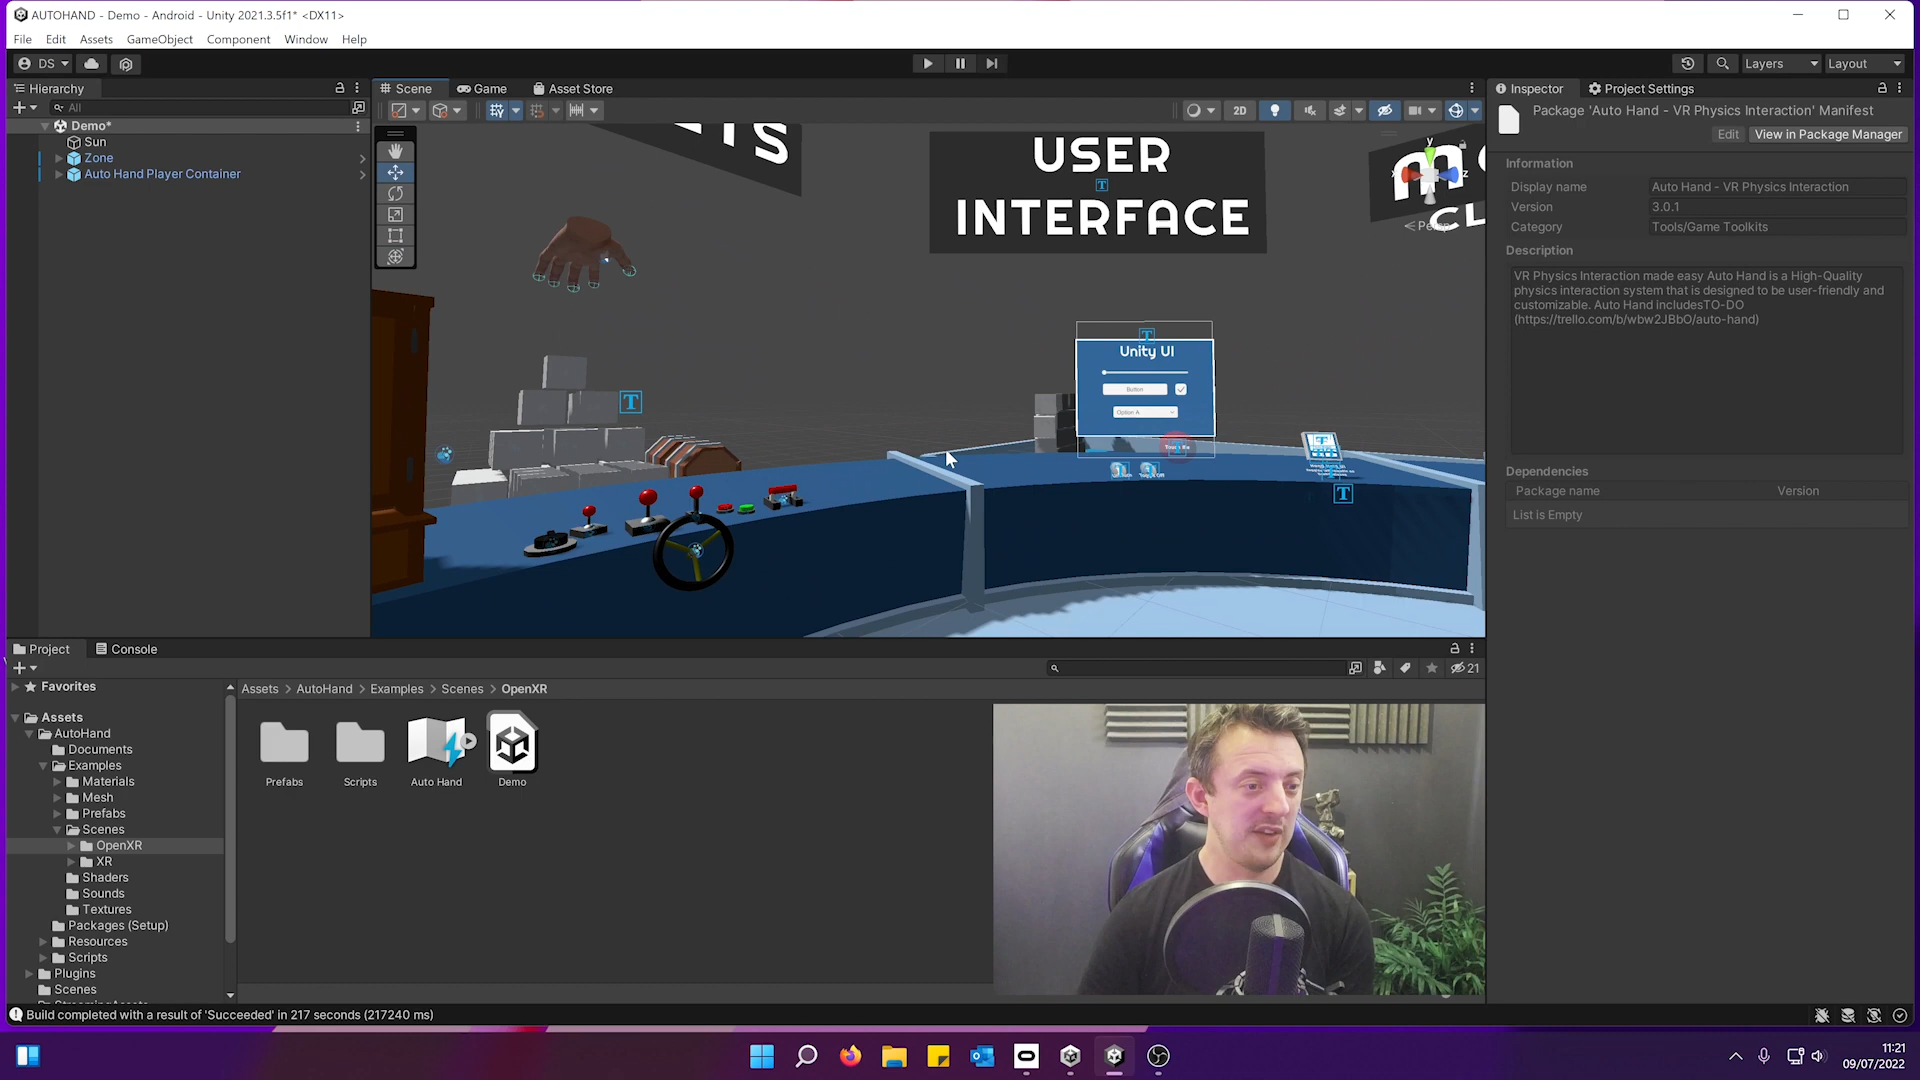 AUTOHAND - Demo - Android - Unity 2021.3.5f1* <DX11>
File Edit Assets GameObject Component Window Help
DS
Layers
Layout
Hierarchy
All
Demo*
Sun
Zone
Auto Hand Player Container
Scene
Game
Asset Store
2D
TS
USER
INTERFACE
y
x
z
Persp
Unity UI
Button
Option A
Inspector
Project Settings
Package 'Auto Hand - VR Physics Interaction' Manifest
Edit
View in Package Manager
Information
Display name
Auto Hand - VR Physics Interaction
Version
3.0.1
Category
Tools/Game Toolkits
Description
VR Physics Interaction made easy Auto Hand is a High-Quality
physics interaction system that is designed to be user-friendly and
customizable. Auto Hand includesTO-DO
(https://trello.com/b/wbw2JBbO/auto-hand)
Dependencies
Package name
Version
List is Empty
Project
Console
21
Favorites
Assets
AutoHand
Documents
Examples
Materials
Mesh
Prefabs
Scenes
OpenXR
XR
Shaders
Sounds
Textures
Packages (Setup)
Resources
Scripts
Plugins
Scenes
StreamingAssets
Assets > AutoHand > Examples > Scenes > OpenXR
Prefabs
Scripts
Auto Hand
Demo
Build completed with a result of 'Succeeded' in 217 seconds (217240 ms)
11:21
09/07/2022